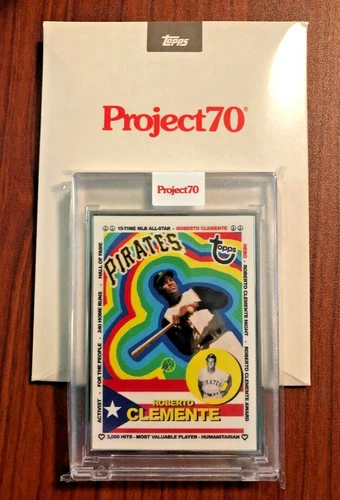 Topps
Project70®
Project70
15-TIME MLB ALL-STAR - ROBERTO CLEMENTE
PIRATES
Topps
ACTIVIST - FOR THE PEOPLE - 240 HOME RUNS - HALL OF FAME
HERO - ROBERTO CLEMENTE NIGHT - ROBERTO CLEMENTE AWARD
PIRATES
ROBERTO
CLEMENTE
3,000 HITS - MOST VALUABLE PLAYER - HUMANITARIAN